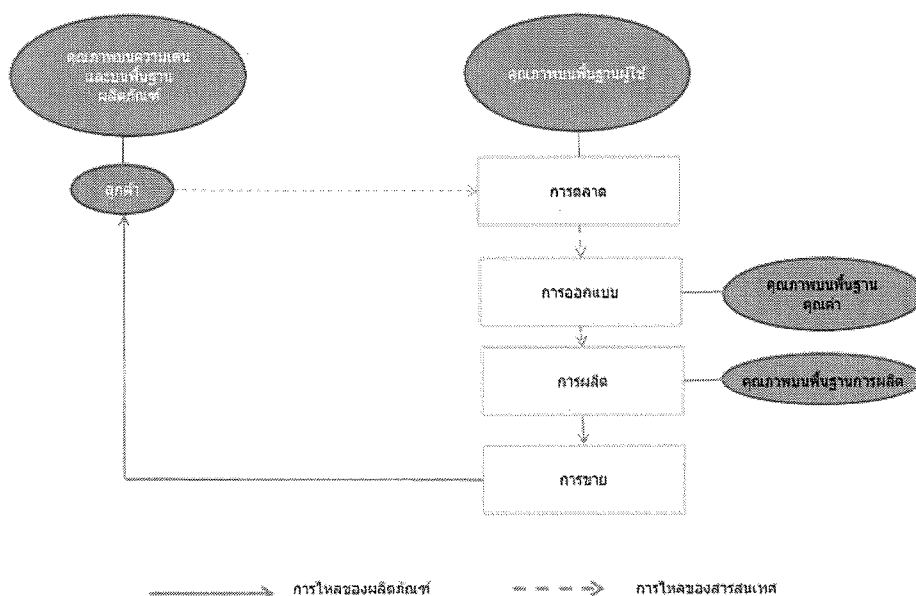 คุณภาพบนความเด่น
และบนพื้นฐาน
ผลิตภัณฑ์
คุณภาพบนพื้นฐานผู้ใช้
ลูกค้า
การตลาด
การออกแบบ
คุณภาพบนพื้นฐาน
คุณค่า
การผลิต
คุณภาพบนพื้นฐานการผลิต
การขาย
การไหลของผลิตภัณฑ์
การไหลของสารสนเทศ